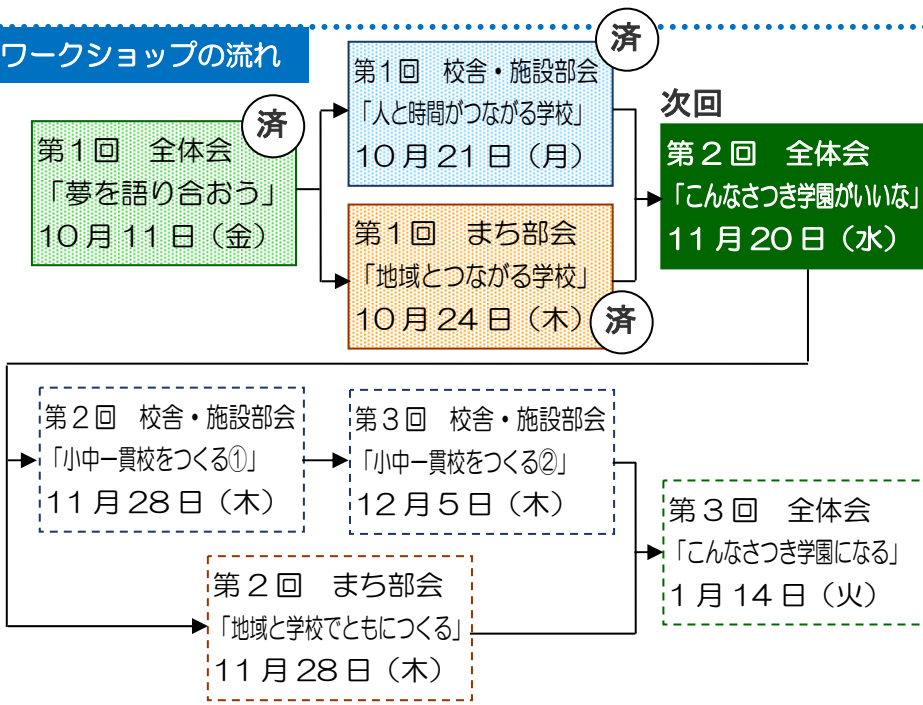 ワークショップの流れ
済
第1回 全体会
「夢を語り合おう」
10月11日（金）
済
第1回 校舎・施設部会
「人と時間がつながる学校」
10月21日（月）
第1回 まち部会
「地域とつながる学校」
10月24日（木）
済
次回
第2回 全体会
「こんなさつき学園がいいな」
11月20日（水）
第2回 校舎・施設部会
「小中一貫校をつくる①」
11月28日（木）
第3回 校舎・施設部会
「小中一貫校をつくる②」
12月5日（木）
第2回 まち部会
「地域と学校でともにつくる」
11月28日（木）
第3回 全体会
「こんなさつき学園になる」
1月14日（火）